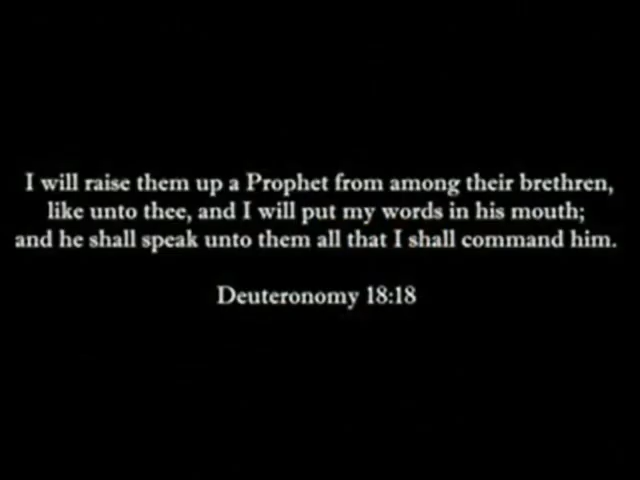 I will raise them up a Prophet from among their brethren,
like unto thee, and I will put my words in his mouth;
and he shall speak unto them all that I shall command him.
Deuteronomy 18:18